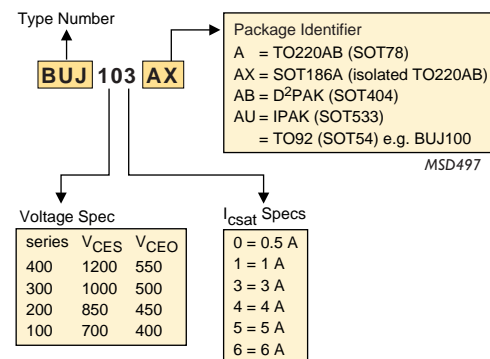 Type Number
BUJ 103 AX
Package Identifier
A = TO220AB (SOT78)
AX = SOT186A (isolated TO220AB)
AB = D²PAK (SOT404)
AU = IPAK (SOT533)
= TO92 (SOT54) e.g. BUJ100
MSD497
Voltage Spec
series VCES VCEO
400 1200 550
300 1000 500
200 850 450
100 700 400
Icsat Specs
0 = 0.5 A
1 = 1 A
3 = 3 A
4 = 4 A
5 = 5 A
6 = 6 A